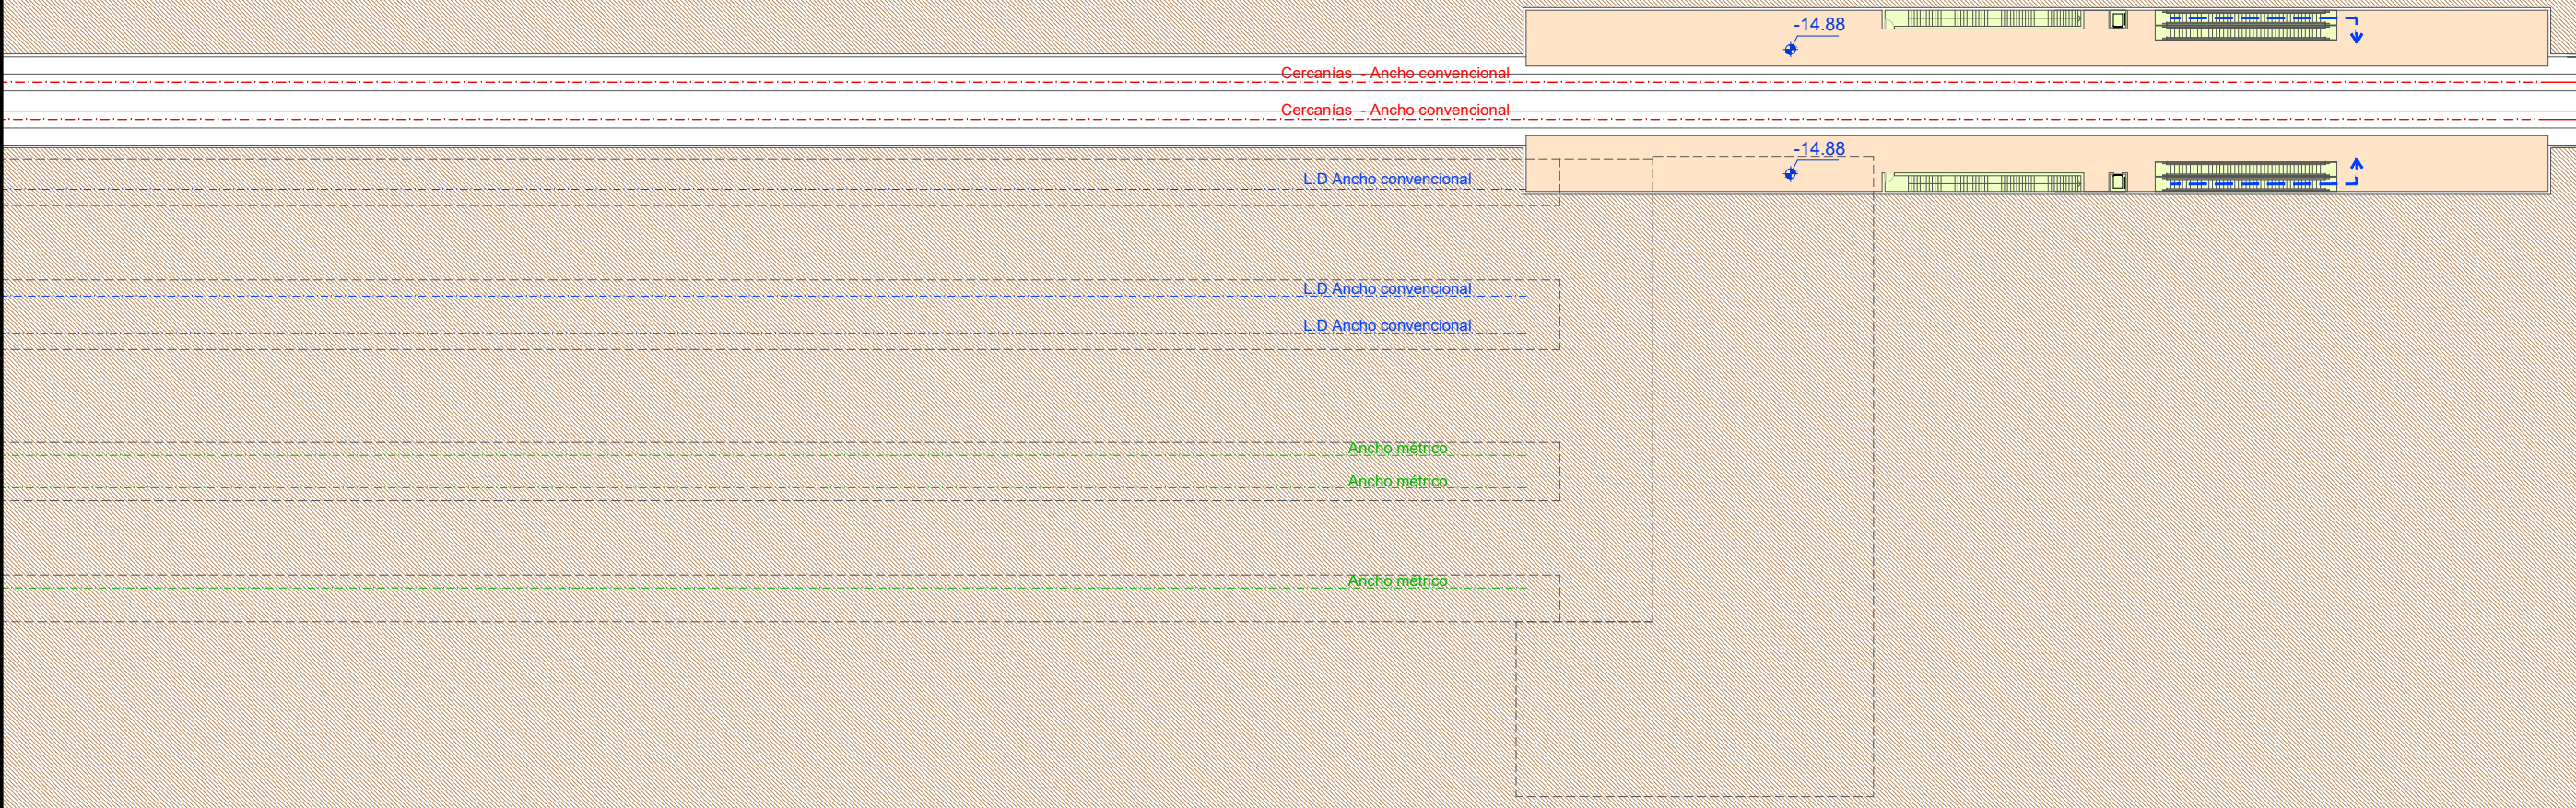 -14.88
Cercanías - Ancho convencional
Cercanías - Ancho convencional
-14.88
L.D Ancho convencional
L.D Ancho convencional
L.D Ancho convencional
Ancho métrico
Ancho métrico
Ancho métrico